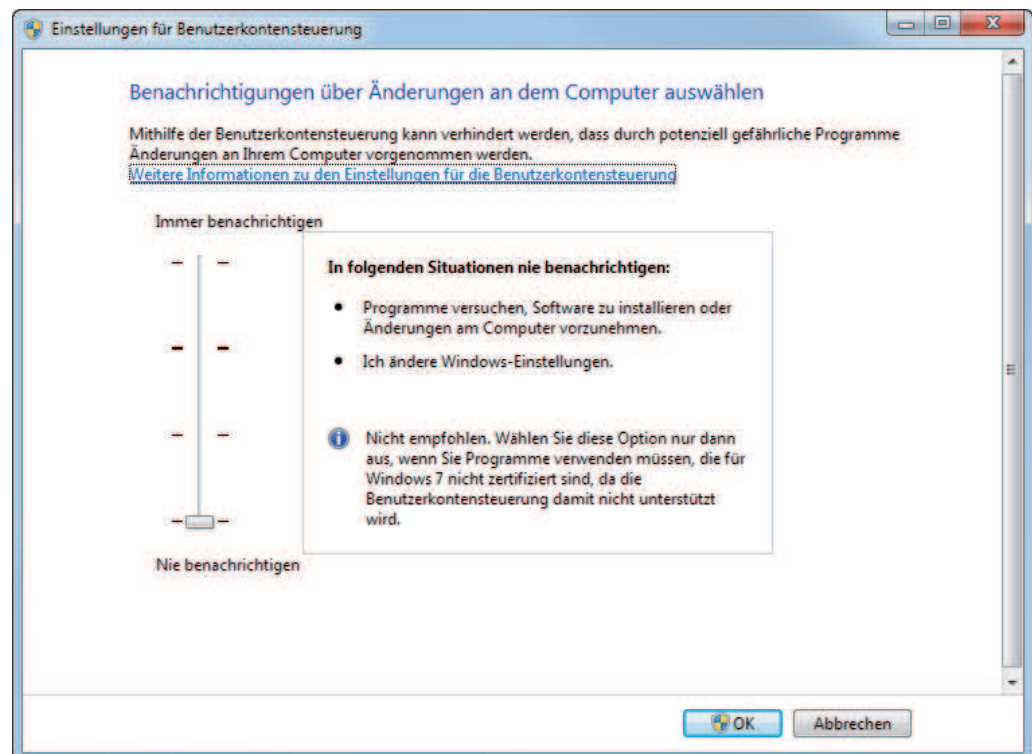 Einstellungen für Benutzerkontensteuerung
Benachrichtigungen über Änderungen an dem Computer auswählen
Mithilfe der Benutzerkontensteuerung kann verhindert werden, dass durch potenziell gefährliche Programme
Änderungen an Ihrem Computer vorgenommen werden.
Weitere Informationen zu den Einstellungen für die Benutzerkontensteuerung
Immer benachrichtigen
In folgenden Situationen nie benachrichtigen:
• Programme versuchen, Software zu installieren oder
Änderungen am Computer vorzunehmen.
• Ich ändere Windows-Einstellungen.
Nicht empfohlen. Wählen Sie diese Option nur dann
aus, wenn Sie Programme verwenden müssen, die für
Windows 7 nicht zertifiziert sind, da die
Benutzerkontensteuerung damit nicht unterstützt
wird.
Nie benachrichtigen
OK Abbrechen